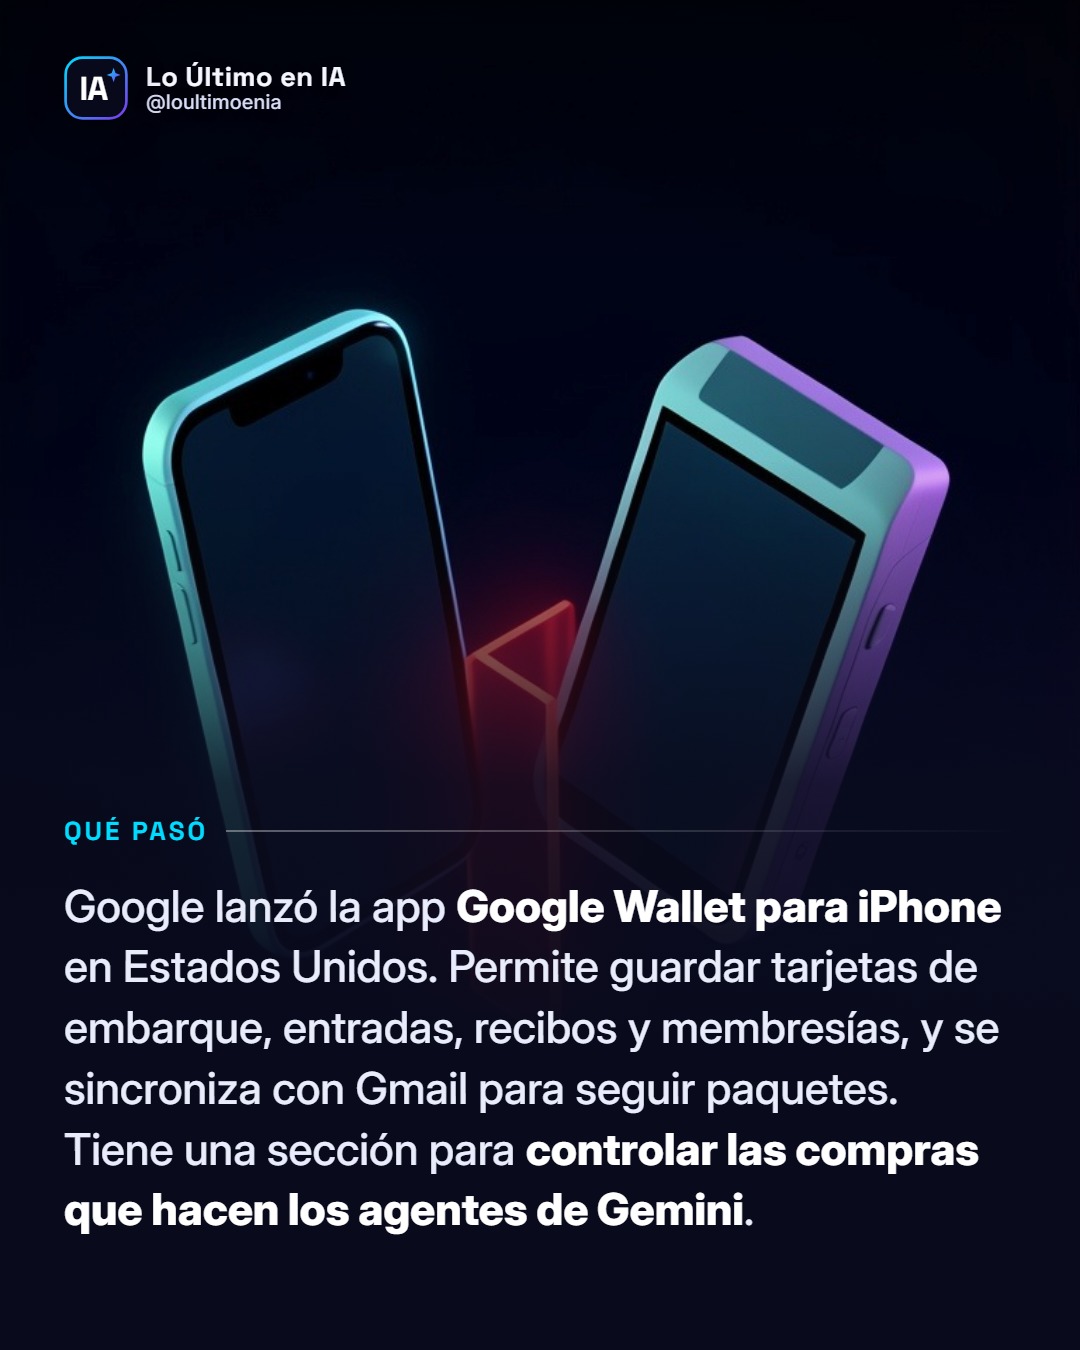 IA
Lo Último en IA
@loultimoenia
QUÉ PASÓ
Google lanzó la app Google Wallet para iPhone
en Estados Unidos. Permite guardar tarjetas de
embarque, entradas, recibos y membresías, y se
sincroniza con Gmail para seguir paquetes.
Tiene una sección para controlar las compras
que hacen los agentes de Gemini.